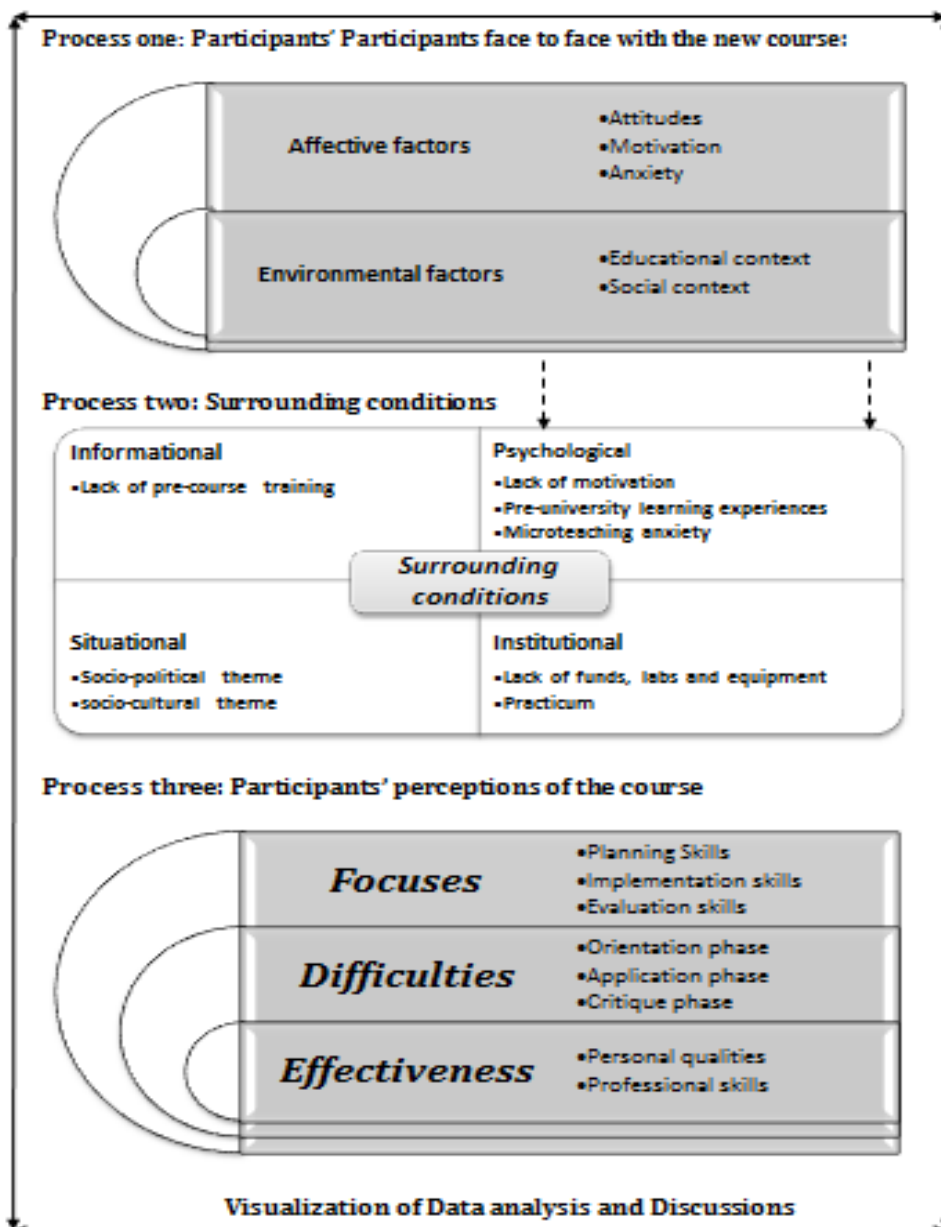 Process one: Participants' Participants face to face with the new course:
Affective factors
•Attitudes
•Motivation
•Anxiety
Environmental factors
•Educational context
•Social context
Process two: Surrounding conditions
Informational
•Lack of pre-course training
Psychological
•Lack of motivation
•Pre-university learning experiences
•Microteaching anxiety
Surrounding
conditions
Situational
•Socio-political theme
•socio-cultural theme
Institutional
•Lack of funds, labs and equipment
•Practicum
Process three: Participants' perceptions of the course
Focuses
•Planning Skills
•Implementation skills
•Evaluation skills
Difficulties
•Orientation phase
•Application phase
•Critique phase
Effectiveness
•Personal qualities
•Professional skills
Visualization of Data analysis and Discussions